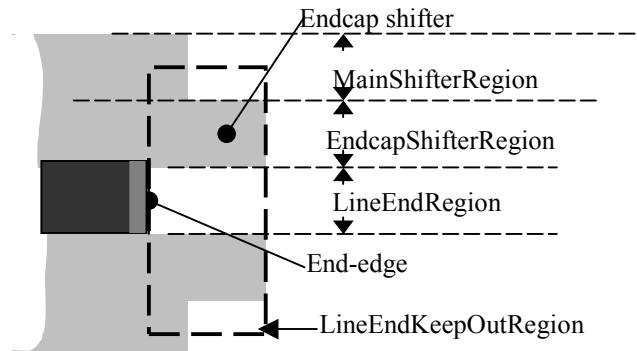 Endcap shifter
MainShifterRegion
EndcapShifterRegion
LineEndRegion
End-edge
LineEndKeepOutRegion